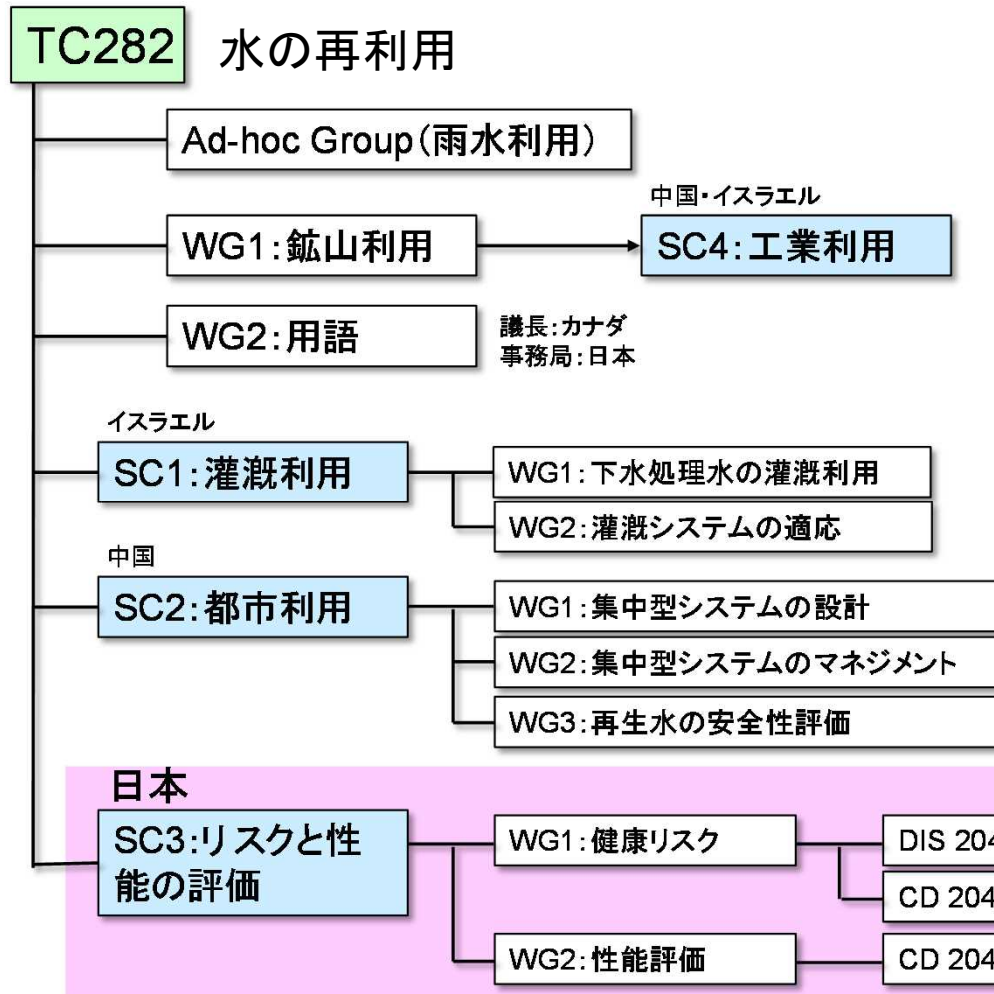 TC282 水の再利用
Ad-hoc Group(雨水利用)
中国・イスラエル
WG1:鉱山利用
SC4:工業利用
WG2:用語
議長:カナダ
事務局:日本
イスラエル
SC1:灌漑利用
WG1:下水処理水の灌漑利用
WG2:灌漑システムの適応
中国
SC2:都市利用
WG1:集中型システムの設計
WG2:集中型システムのマネジメント
WG3:再生水の安全性評価
日本
SC3:リスクと性
能の評価
WG1:健康リスク
DIS 204
CD 204
WG2:性能評価
CD 204